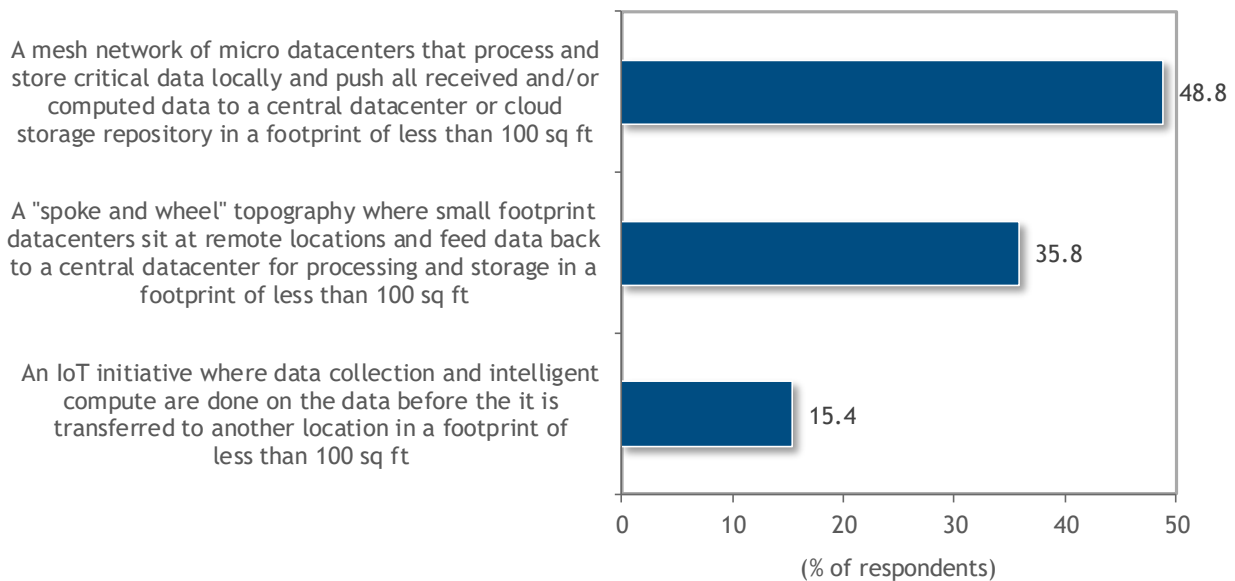 A mesh network of micro datacenters that process and
store critical data locally and push all received and/or
computed data to a central datacenter or cloud
storage repository in a footprint of less than 100 sq ft
48.8
A "spoke and wheel" topography where small footprint
datacenters sit at remote locations and feed data back
to a central datacenter for processing and storage in a
footprint of less than 100 sq ft
35.8
An IoT initiative where data collection and intelligent
compute are done on the data before the it is
transferred to another location in a footprint of
less than 100 sq ft
15.4
0 10 20 30 40 50
(% of respondents)